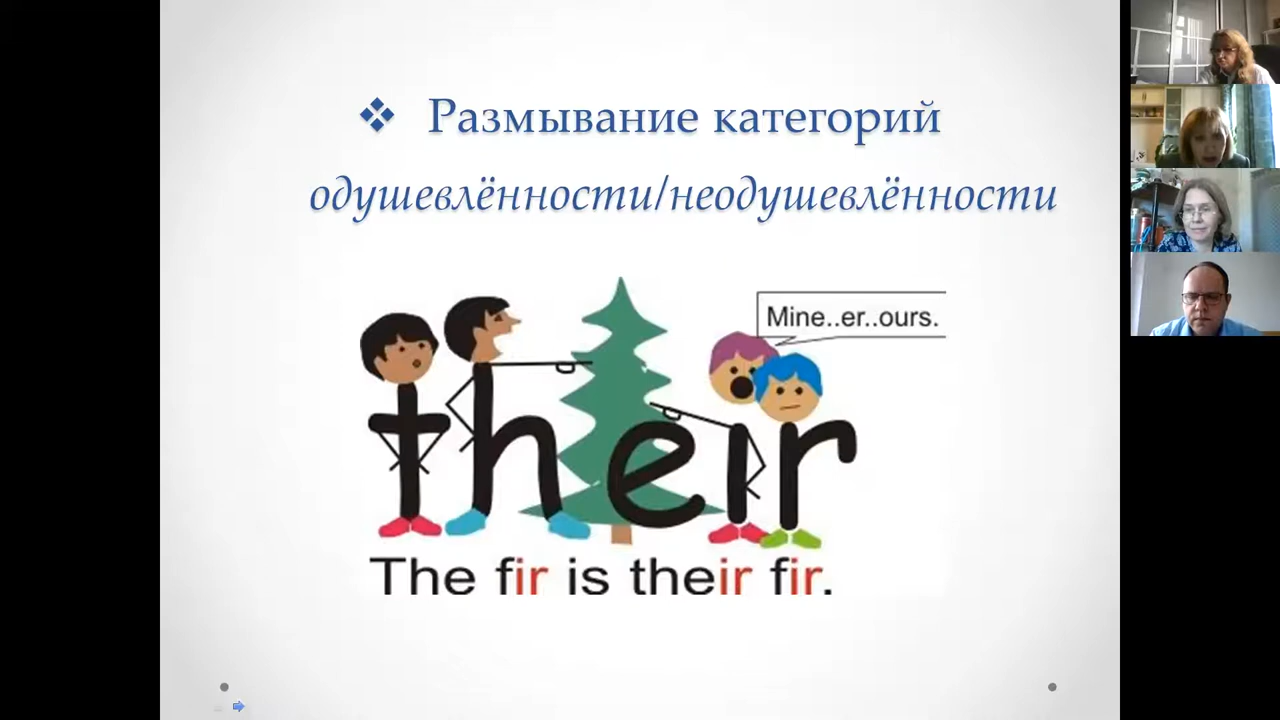 Размывание категорий
одушевлённости/неодушевлённости
Mine..er..ours.
their
The fir is their fir.